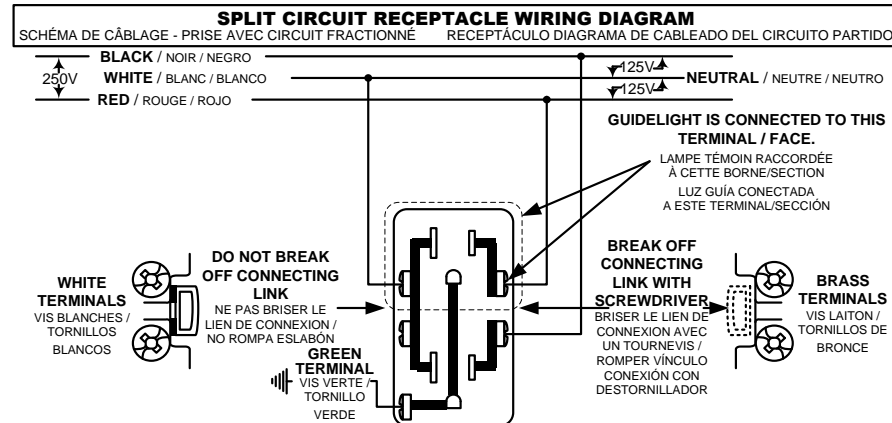 SPLIT CIRCUIT RECEPTACLE WIRING DIAGRAM
SCHÉMA DE CÂBLAGE - PRISE AVEC CIRCUIT FRACTIONNÉ RECEPTÁCULO DIAGRAMA DE CABLEADO DEL CIRCUITO PARTIDO
BLACK / NOIR / NEGRO
125V
250V
WHITE / BLANC / BLANCO
NEUTRAL / NEUTRE / NEUTRO
125V
RED / ROUGE / ROJO
GUIDELIGHT IS CONNECTED TO THIS
TERMINAL / FACE.
LAMPE TÉMOIN RACCORDÉE
À CETTE BORNE/SECTION
LUZ GUÍA CONECTADA
A ESTE TERMINAL/SECCIÓN
WHITE
TERMINALS
VIS BLANCHES /
TORNILLOS
BLANCOS
DO NOT BREAK
OFF CONNECTING
LINK
NE PAS BRISER LE
LIEN DE CONNEXION /
NO ROMPA ESLABÓN
GREEN
TERMINAL
VIS VERTE /
TORNILLO
VERDE
BREAK OFF
CONNECTING
LINK WITH
SCREWDRIVER
BRISER LE LIEN DE
CONNEXION AVEC
UN TOURNEVIS /
ROMPER VÍNCULO
CONEXIÓN CON
DESTORNILLADOR
BRASS
TERMINALS
VIS LAITON /
TORNILLOS DE
BRONCE